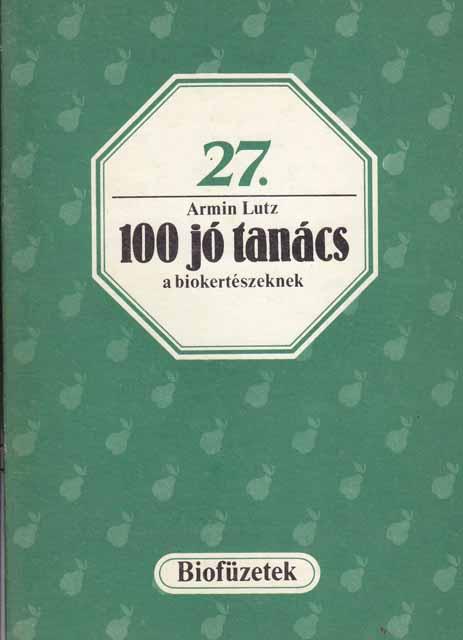 27.
Armin Lutz
100 jó tanács
a biokertészeknek
Biofüzetek